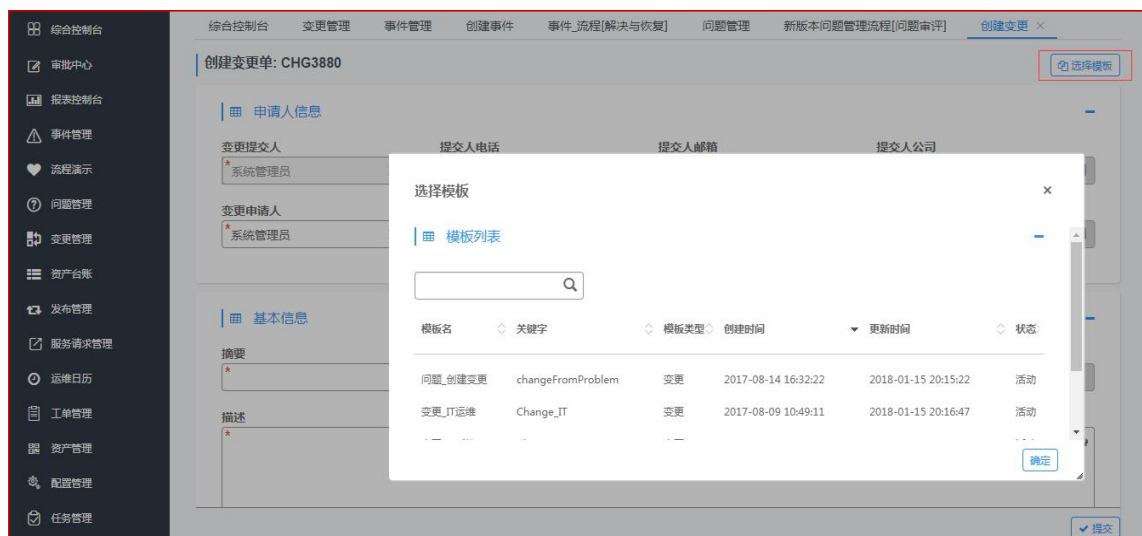 综合控制台
审批中心
报表控制台
事件管理
流程演示
问题管理
变更管理
资产台账
发布管理
服务请求管理
运维日历
工单管理
资产管理
配置管理
任务管理
综合控制台 变更管理 事件管理 创建事件 事件_流程[解决与恢复] 问题管理 新版本问题管理流程[问题审评] 创建变更 ×
创建变更单: CHG3880 选择模板
申请人信息
变更提交人 提交人电话 提交人邮箱 提交人公司
*系统管理员
变更申请人
*系统管理员
基本信息
摘要
*
描述
*
选择模板 ×
模板列表
模板名 关键字 模板类型 创建时间 更新时间 状态
问题_创建变更 changeFromProblem 变更 2017-08-14 16:32:22 2018-01-15 20:15:22 活动
变更_IT运维 Change_IT 变更 2017-08-09 10:49:11 2018-01-15 20:16:47 活动
确定
提交